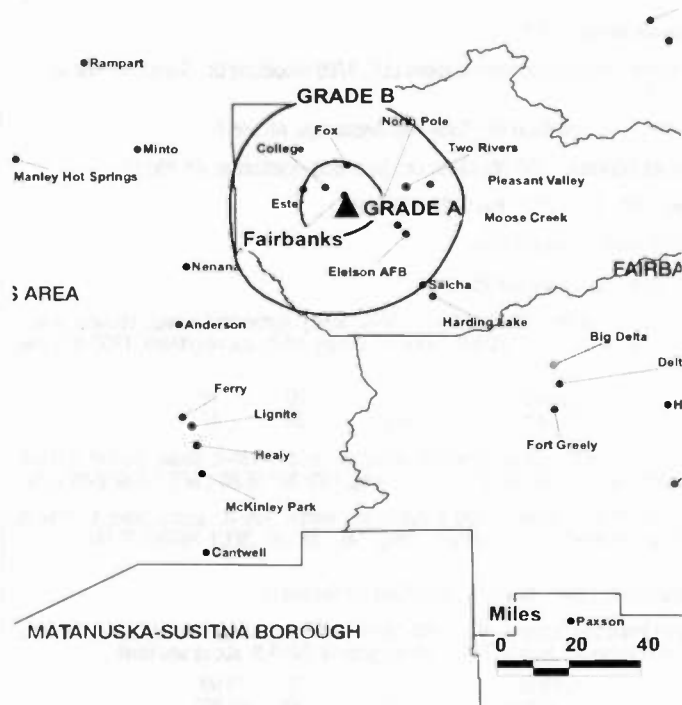 Rampart
GRADE B
Fox
North Pole
Minto
College
Two Rivers
Manley Hot Springs
Pleasant Valley
Este
GRADE A
Moose Creek
Fairbanks
Nenana
Eielson AFB
FAIRBA
S AREA
Salcha
Harding Lake
Anderson
Big Delta
Delt
Ferry
H
Lignite
Fort Greely
Healy
McKinley Park
Cantwell
Miles
Paxson
MATANUSKA-SUSITNA BOROUGH
0 20 40